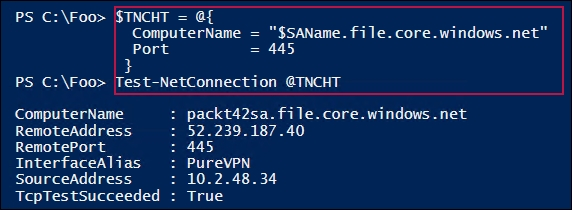 PS C:\Foo> $TNCHT = @{
ComputerName = "$SAName.file.core.windows.net"
Port = 445
}
PS C:\Foo> Test-NetConnection @TNCHT
ComputerName : packt42sa.file.core.windows.net
RemoteAddress : 52.239.187.40
RemotePort : 445
InterfaceAlias : PureVPN
SourceAddress : 10.2.48.34
TcpTestSucceeded : True